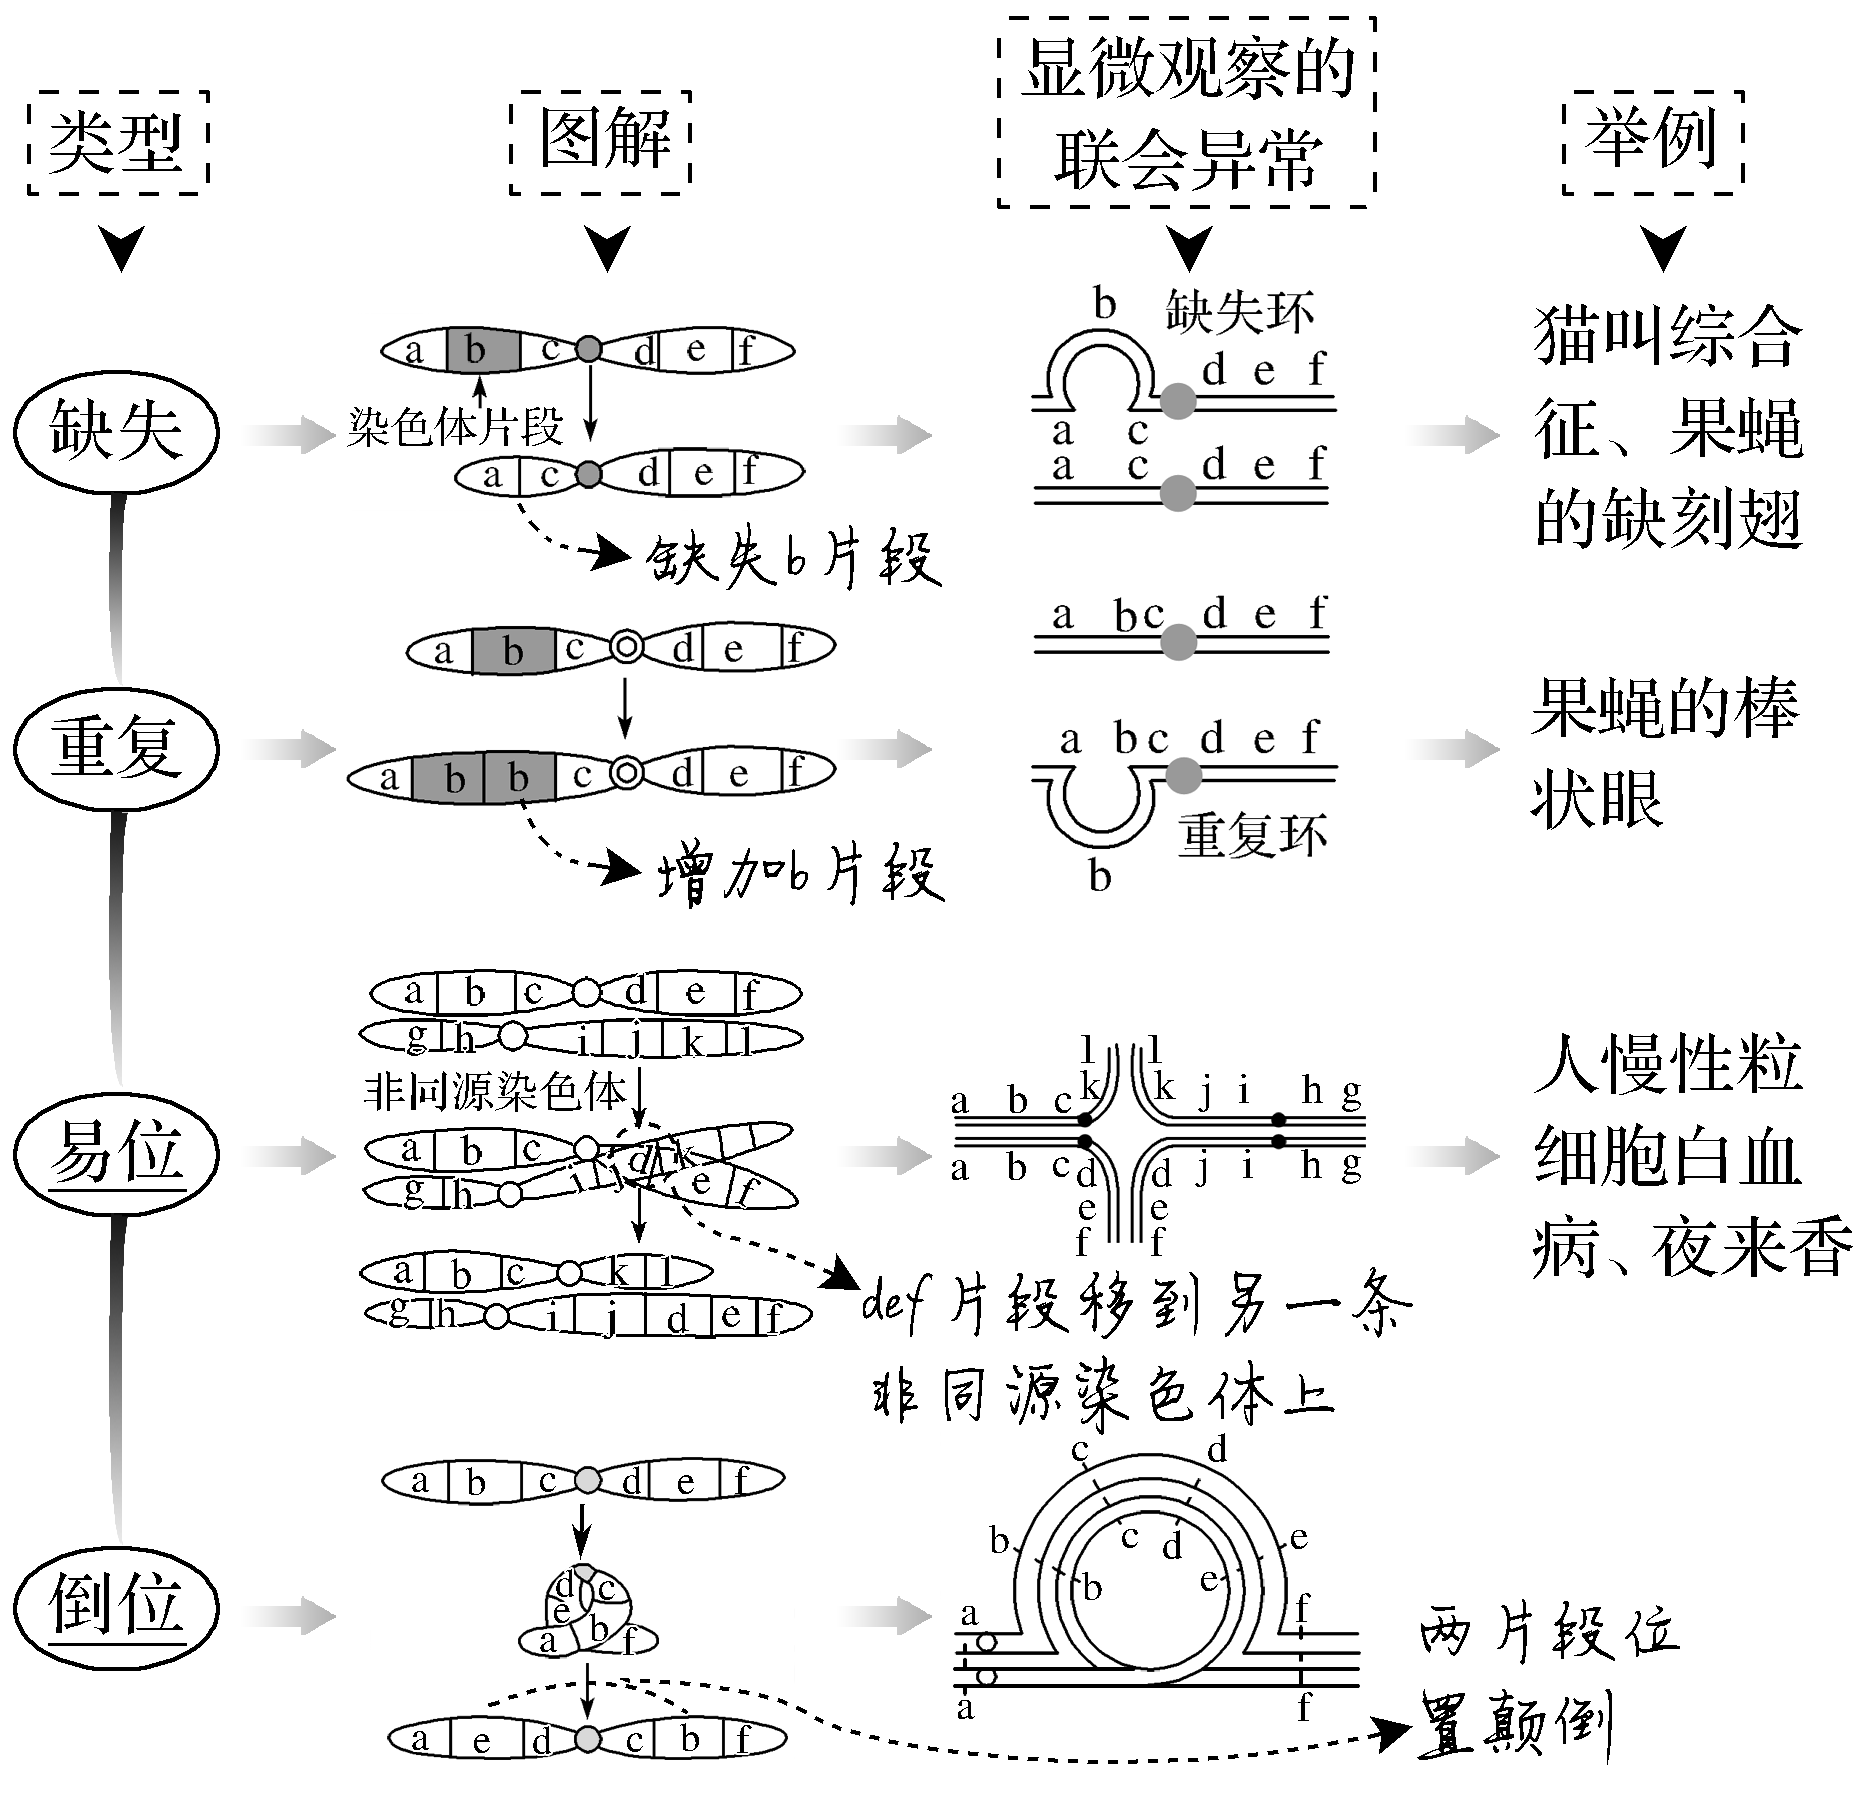 类型
图解
显微观察的
联会异常
举例
缺失
a b c d e f
染色体片段
a c d e f
缺失b片段
b 缺失环
d e f
a c
a c d e f
猫叫综合
征、果蝇
的缺刻翅
重复
a b c d e f
a b b c d e f
增加b片段
a bc d e f
a b c d e f
重复环
b
果蝇的棒
状眼
易位
a b c d e f
g h i j k l
非同源染色体
a b c d k
g h i j e f
a b c k l
g h i j d e f
l l
a b c k k j i h g
a b c d d j i h g
e e
f f
def片段移到另一条
非同源染色体上
人慢性粒
细胞白血
病、夜来香
倒位
a b c d e f
d c
e b
a f
a e d c b f
c d
b c d e
b e
a f
a f
两片段位
置颠倒